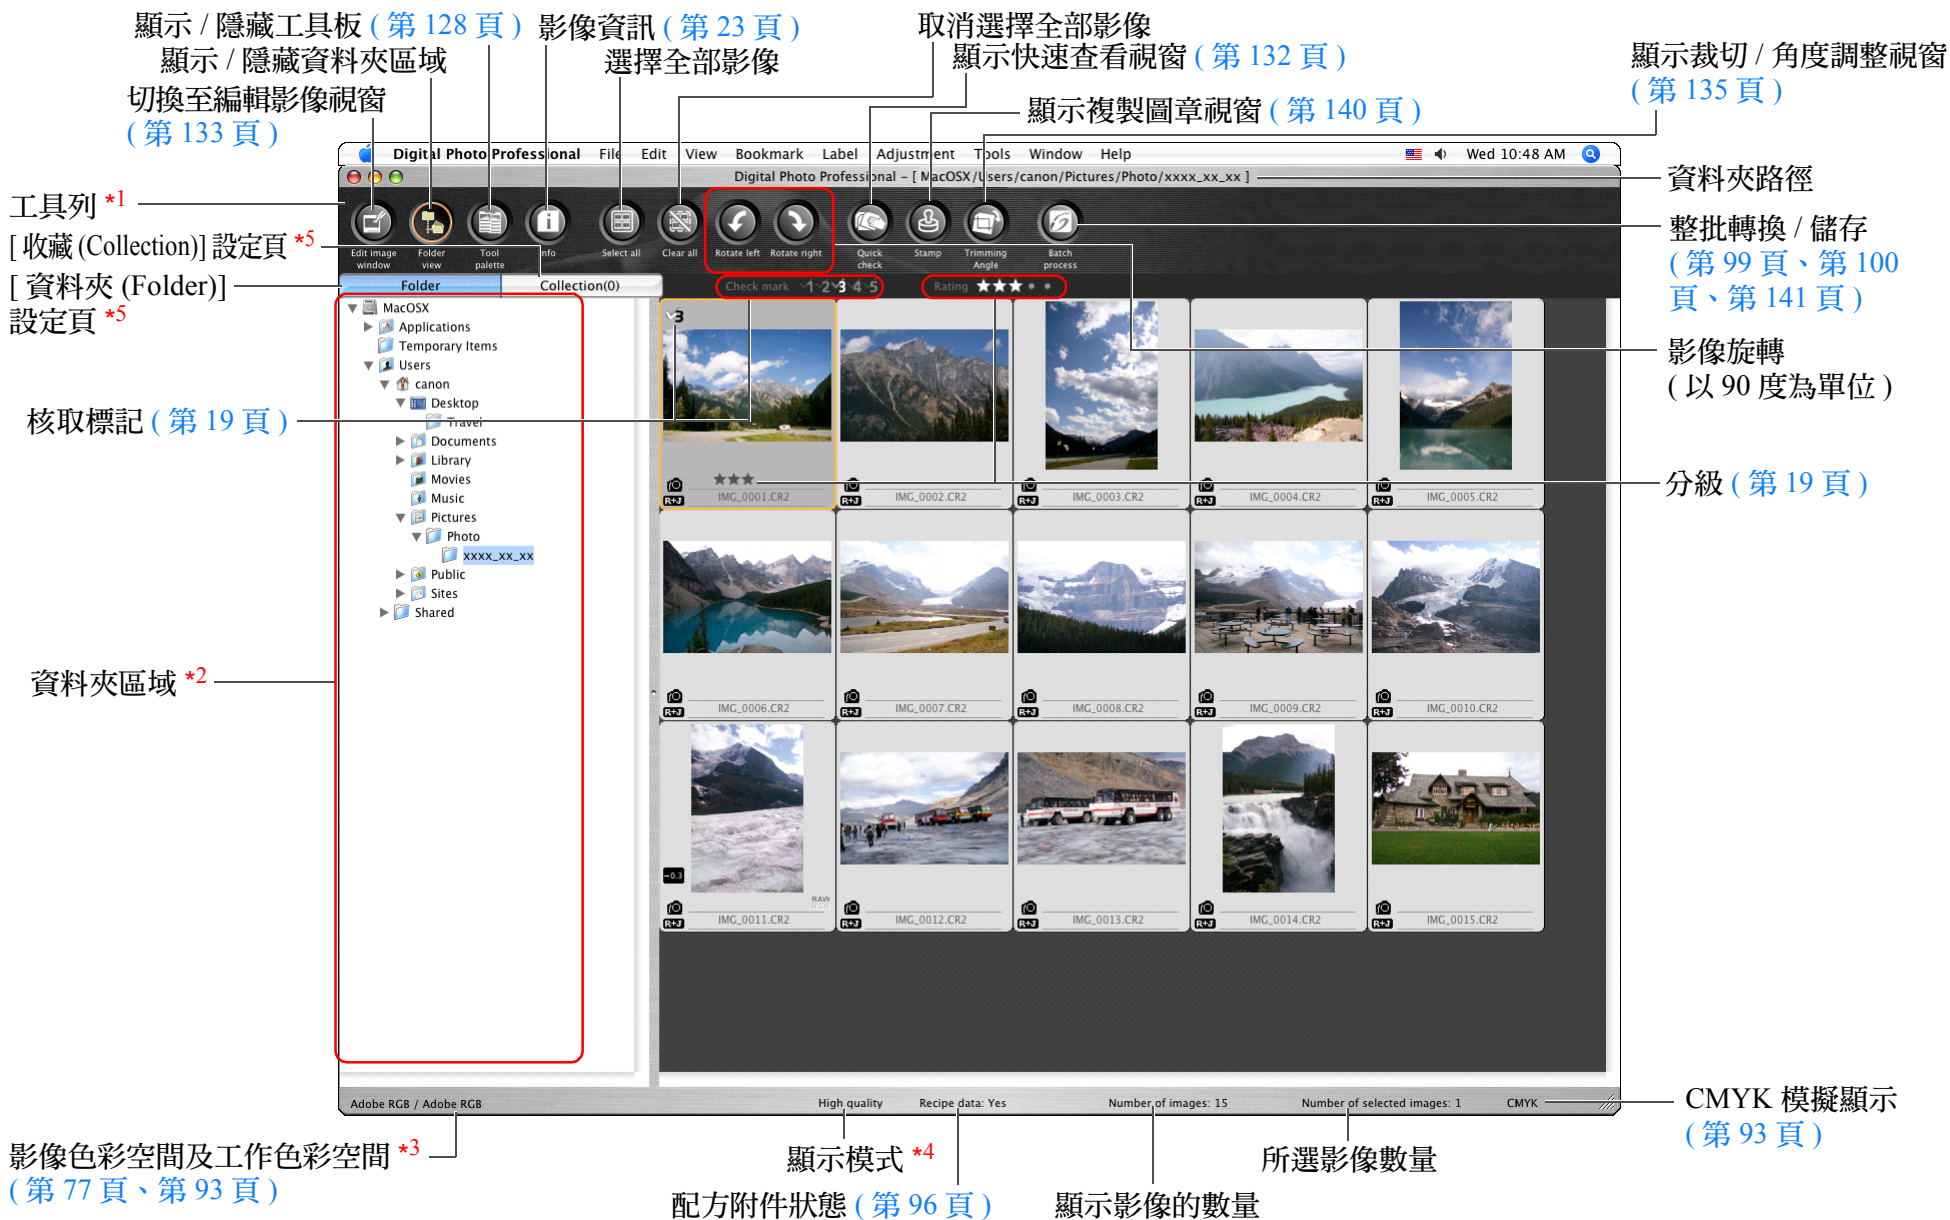 顯示 / 隱藏工具板 ( 第 128 頁 )
影像資訊 ( 第 23 頁 )
取消選擇全部影像
顯示 / 隱藏資料夾區域
選擇全部影像
顯示快速查看視窗 ( 第 132 頁 )
顯示裁切 / 角度調整視窗
( 第 135 頁 )
切換至編輯影像視窗
( 第 133 頁 )
顯示複製圖章視窗 ( 第 140 頁 )
Digital Photo Professional File Edit View Bookmark Label Adjustment Tools Window Help Wed 10:48 AM
Digital Photo Professional – [ MacOSX/Users/canon/Pictures/Photo/xxxx_xx_xx ]
資料夾路徑
工具列 *1
[ 收藏 (Collection)] 設定頁 *5
[ 資料夾 (Folder)]
設定頁 *5
Edit image
window
Folder
view
Tool
palette
Info
Select all
Clear all
Rotate left
Rotate right
Quick
check
Stamp
Trimming
Angle
Batch
process
整批轉換 / 儲存
( 第 99 頁、第 100
頁、第 141 頁 )
Folder
Collection(0)
Check mark 1 2 3 4 5
Rating
影像旋轉
( 以 90 度為單位 )
MacOSX
Applications
Temporary Items
Users
canon
Desktop
Travel
Documents
Library
Movies
Music
Pictures
Photo
xxxx_xx_xx
Public
Sites
Shared
核取標記 ( 第 19 頁 )
資料夾區域 *2
3
R+J IMG_0001.CR2
R+J IMG_0002.CR2
R+J IMG_0003.CR2
R+J IMG_0004.CR2
R+J IMG_0005.CR2
分級 ( 第 19 頁 )
R+J IMG_0006.CR2
R+J IMG_0007.CR2
R+J IMG_0008.CR2
R+J IMG_0009.CR2
R+J IMG_0010.CR2
-0.3
RAW
RGB
R+J IMG_0011.CR2
R+J IMG_0012.CR2
R+J IMG_0013.CR2
R+J IMG_0014.CR2
R+J IMG_0015.CR2
Adobe RGB / Adobe RGB
High quality
Recipe data: Yes
Number of images: 15
Number of selected images: 1
CMYK
CMYK 模擬顯示
( 第 93 頁 )
影像色彩空間及工作色彩空間 *3
( 第 77 頁、第 93 頁 )
顯示模式 *4
所選影像數量
配方附件狀態 ( 第 96 頁 )
顯示影像的數量